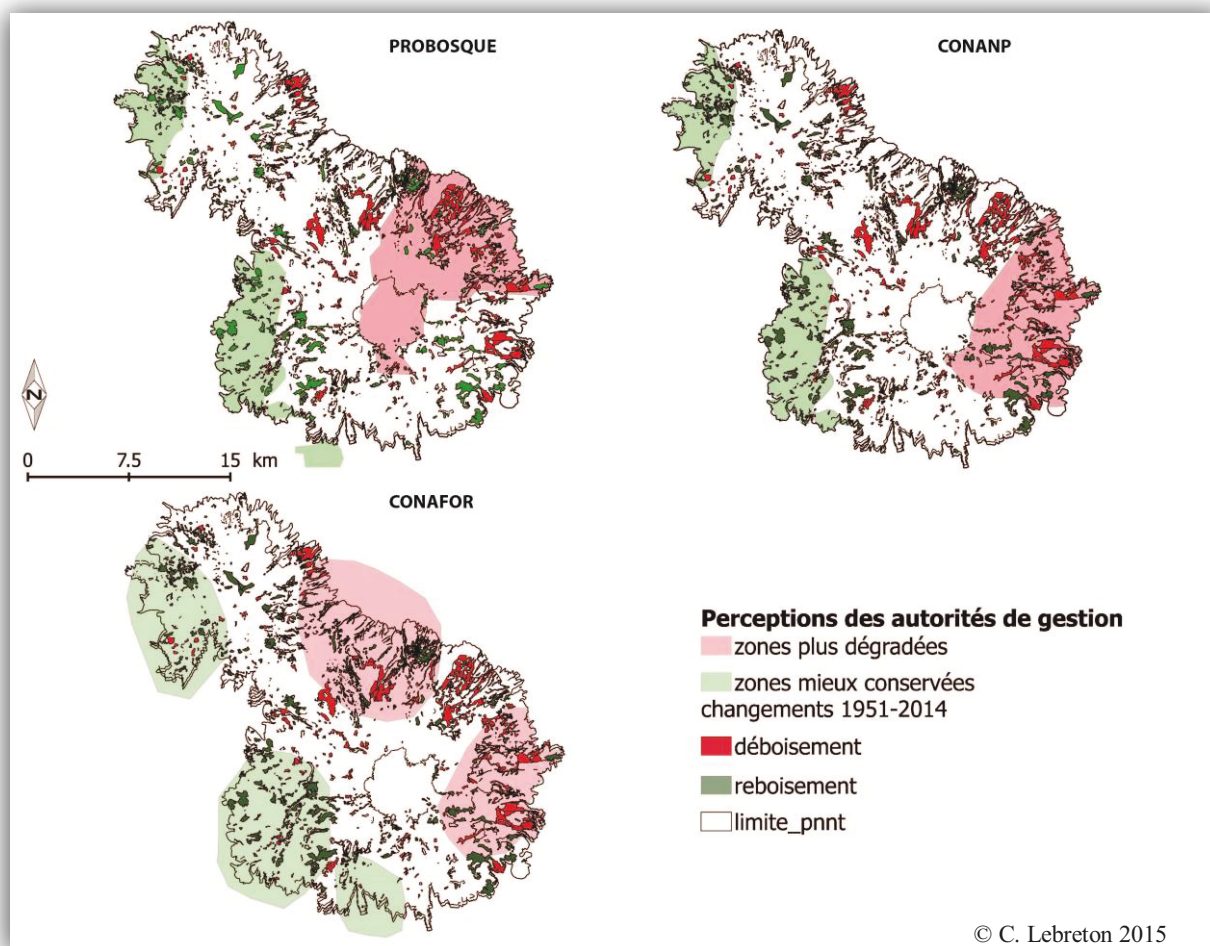 PROBOSQUE
CONANP
N
0 7.5 15 km
CONAFOR
Perceptions des autorités de gestion
zones plus dégradées
zones mieux conservées
changements 1951-2014
déboisement
reboisement
limite_pnnt
© C. Lebreton 2015